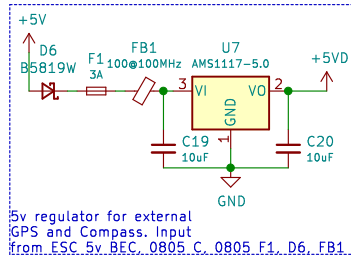 +5V
D6
B5819W
F1
3A
FB1
100@100MHz
U7
AMS1117-5.0
+5VD
3
VI
VO
2
GND
1
C19
10uF
C20
10uF
GND
5v regulator for external
GPS and Compass. Input
from ESC 5v BEC, 0805 C, 0805 F1, D6, FB1